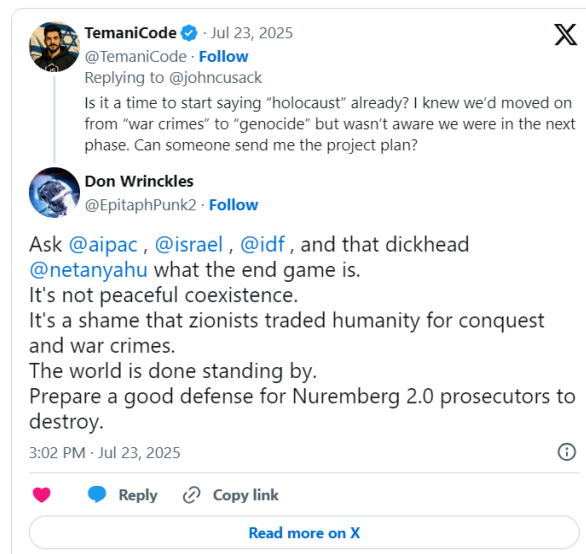 TemaniCode · Jul 23, 2025
@TemaniCode · Follow
Replying to @johncusack
Is it a time to start saying “holocaust” already? I knew we’d moved on
from “war crimes” to “genocide” but wasn’t aware we were in the next
phase. Can someone send me the project plan?
Don Wrinckles
@EpitaphPunk2 · Follow
Ask @aipac , @israel , @idf , and that dickhead
@netanyahu what the end game is.
It's not peaceful coexistence.
It's a shame that zionists traded humanity for conquest
and war crimes.
The world is done standing by.
Prepare a good defense for Nuremberg 2.0 prosecutors to
destroy.
3:02 PM · Jul 23, 2025
Reply Copy link
Read more on X